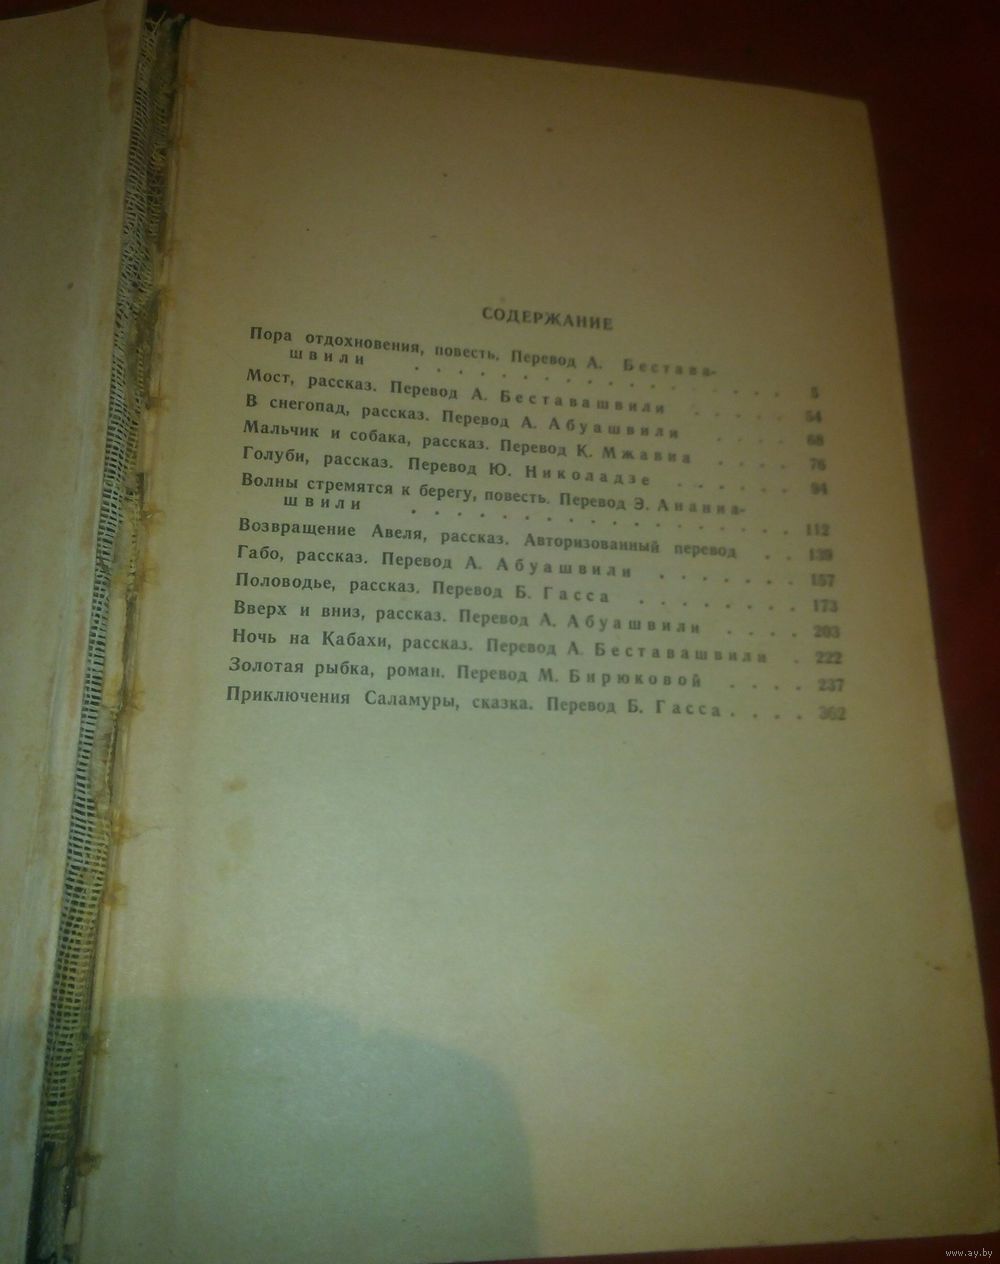 СОДЕРЖАНИЕ
Пора отдохновения, повесть. Перевод А. Бестава-
швили . . . . . . . . . . . . . . . . 5
Мост, рассказ. Перевод А. Беставашвили . . . . 54
В снегопад, рассказ. Перевод А. Абуашвили . . . . 68
Мальчик и собака, рассказ. Перевод К. Мжавиа . . . . 76
Голуби, рассказ. Перевод Ю. Николадзе . . . . . . 94
Волны стремятся к берегу, повесть. Перевод Э. Ананиа-
швили . . . . . . . . . . . . . . . . 112
Возвращение Авеля, рассказ. Авторизованный перевод . . 139
Габо, рассказ. Перевод А. Абуашвили . . . . . . . 157
Половодье, рассказ. Перевод Б. Гасса . . . . . . . . 173
Вверх и вниз, рассказ. Перевод А. Абуашвили . . . . 203
Ночь на Кабахи, рассказ. Перевод А. Беставашвили . 222
Золотая рыбка, роман. Перевод М. Бирюковой . . . . 237
Приключения Саламуры, сказка. Перевод Б. Гасса . . . . 362
www.ay.by